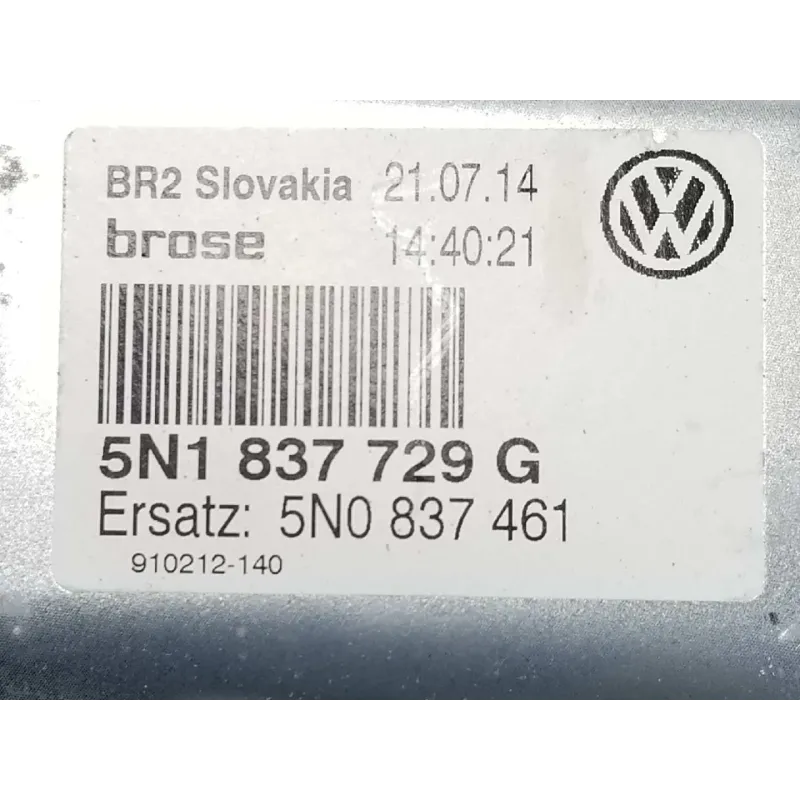 BR2 Slovakia 21.07.14
brose 14:40:21
5N1 837 729 G
Ersatz: 5N0 837 461
910212-140